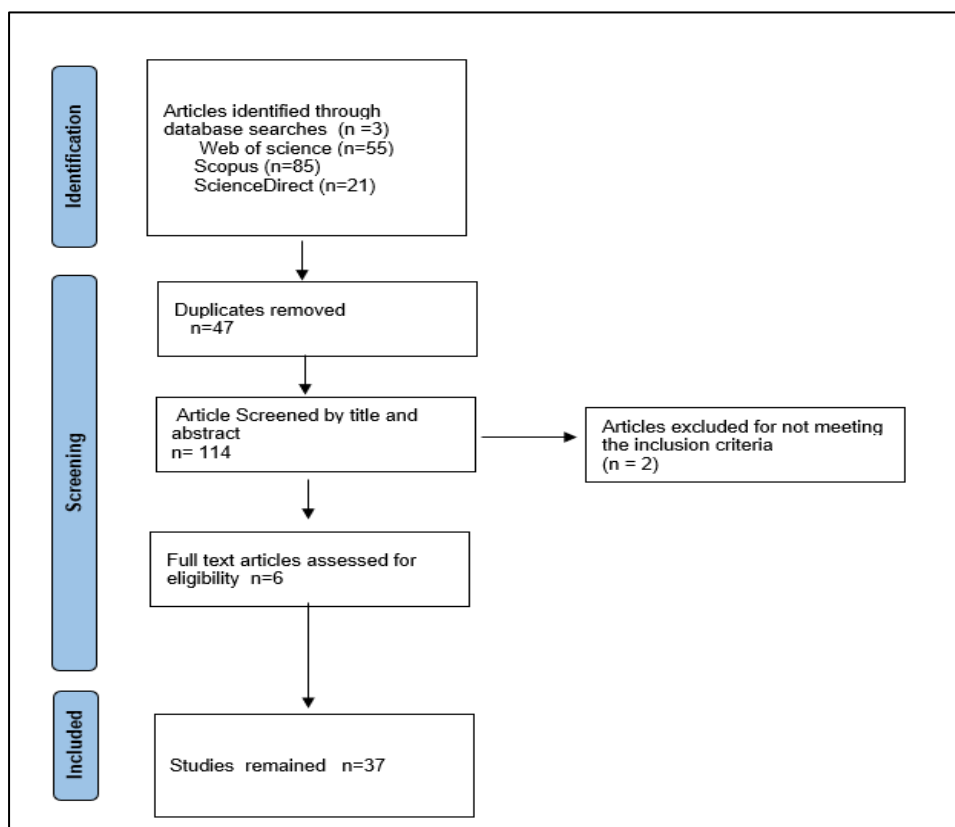 Identification
Articles identified through
database searches (n =3)
Web of science (n=55)
Scopus (n=85)
ScienceDirect (n=21)
Screening
Duplicates removed
n=47
Article Screened by title and
abstract
n= 114
Articles excluded for not meeting
the inclusion criteria
(n = 2)
Full text articles assessed for
eligibility n=6
Included
Studies remained n=37